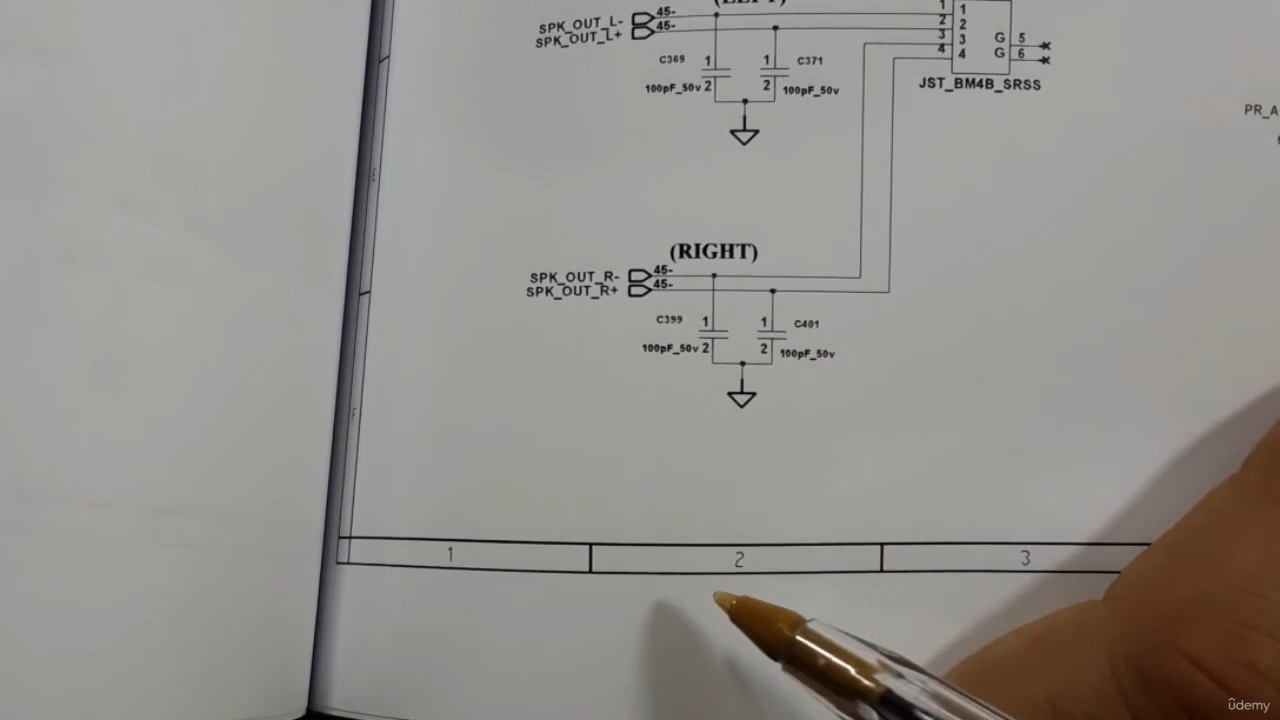 SPK_OUT_L- 45-
SPK_OUT_L+ 45-
1 1
2 2
3 3
4 4
G 5
G 6
JST_BM4B_SRSS
C369 1
100pF_50v 2
1 C371
2 100pF_50v
PR_A
(RIGHT)
SPK_OUT_R- 45-
SPK_OUT_R+ 45-
C399 1
100pF_50v 2
1 C401
2 100pF_50v
E
F
1 2 3
ûdemy